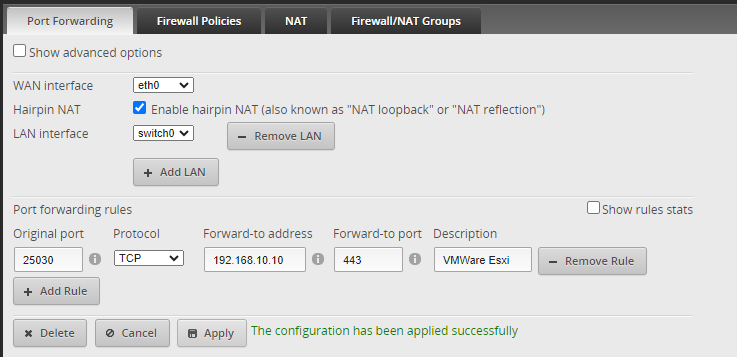 Port Forwarding Firewall Policies NAT Firewall/NAT Groups
Show advanced options
WAN interface eth0
Hairpin NAT Enable hairpin NAT (also known as "NAT loopback" or "NAT reflection")
LAN interface switch0 − Remove LAN
+ Add LAN
Port forwarding rules Show rules stats
Original port Protocol Forward-to address Forward-to port Description
25030 TCP 192.168.10.10 443 VMWare Esxi − Remove Rule
+ Add Rule
Delete Cancel Apply The configuration has been applied successfully